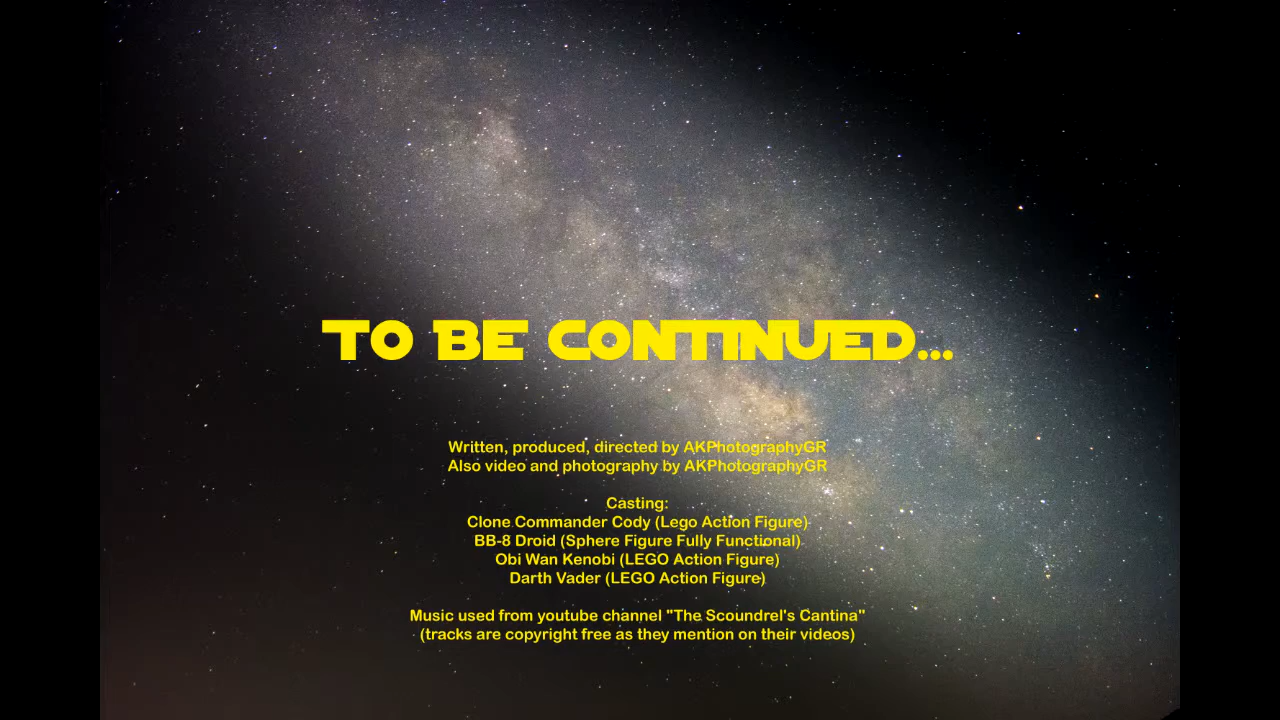 TO BE CONTINUED...
Written, produced, directed by AKPhotographyGR
Also video and photography by AKPhotographyGR
Casting:
Clone Commander Cody (Lego Action Figure)
BB-8 Droid (Sphere Figure Fully Functional)
Obi Wan Kenobi (LEGO Action Figure)
Darth Vader (LEGO Action Figure)
Music used from youtube channel "The Scoundrel's Cantina"
(tracks are copyright free as they mention on their videos)